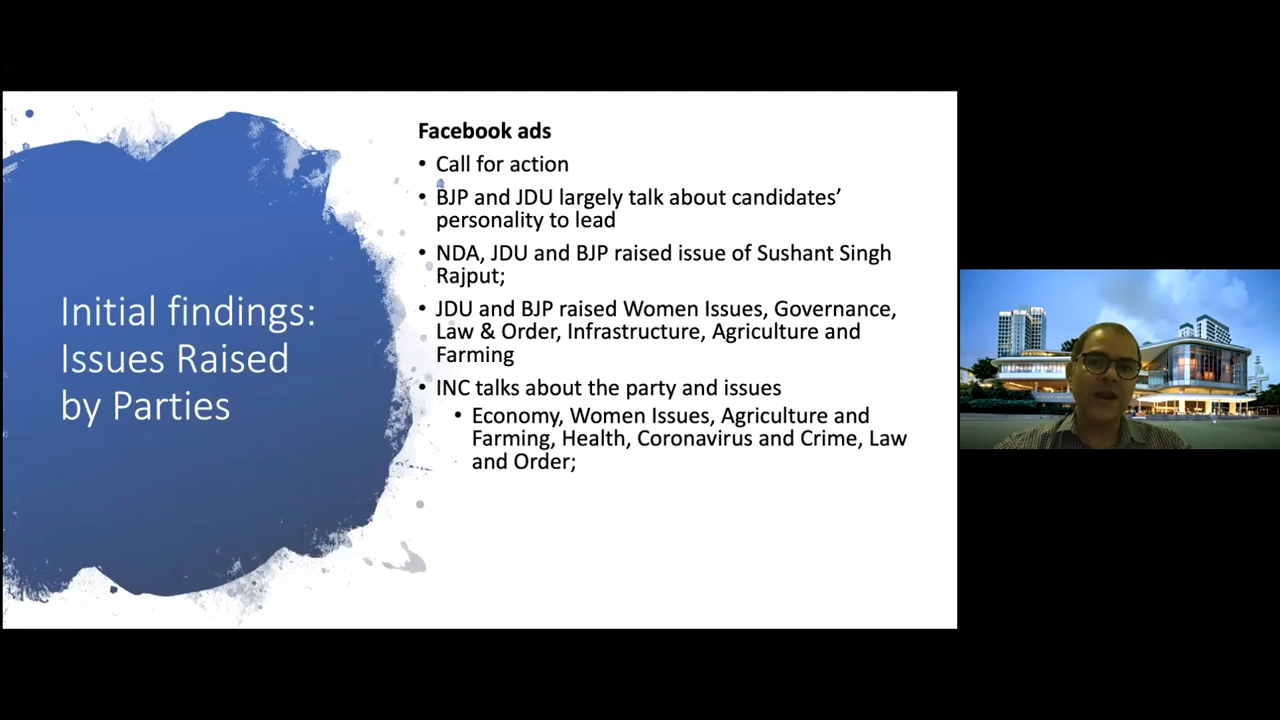 Initial findings:
Issues Raised
by Parties
Facebook ads
• Call for action
• BJP and JDU largely talk about candidates’
personality to lead
• NDA, JDU and BJP raised issue of Sushant Singh
Rajput;
• JDU and BJP raised Women Issues, Governance,
Law & Order, Infrastructure, Agriculture and
Farming
• INC talks about the party and issues
• Economy, Women Issues, Agriculture and
Farming, Health, Coronavirus and Crime, Law
and Order;